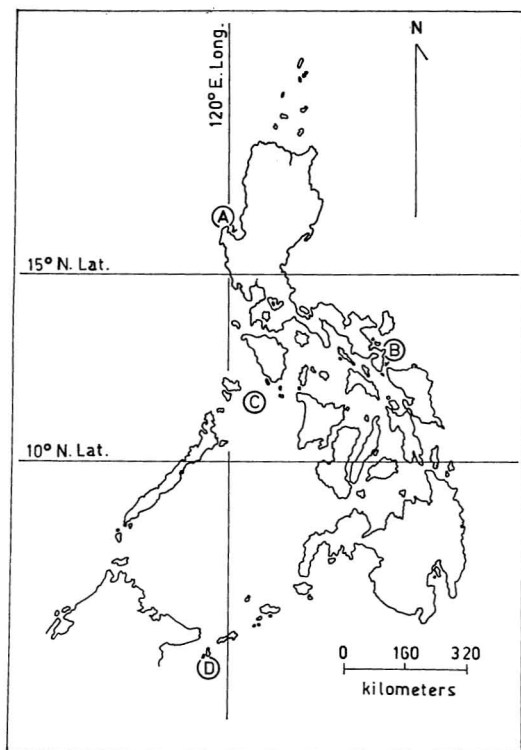 N
120° E. Long.
A
15° N. Lat.
B
C
10° N. Lat.
D
0 160 320
kilometers